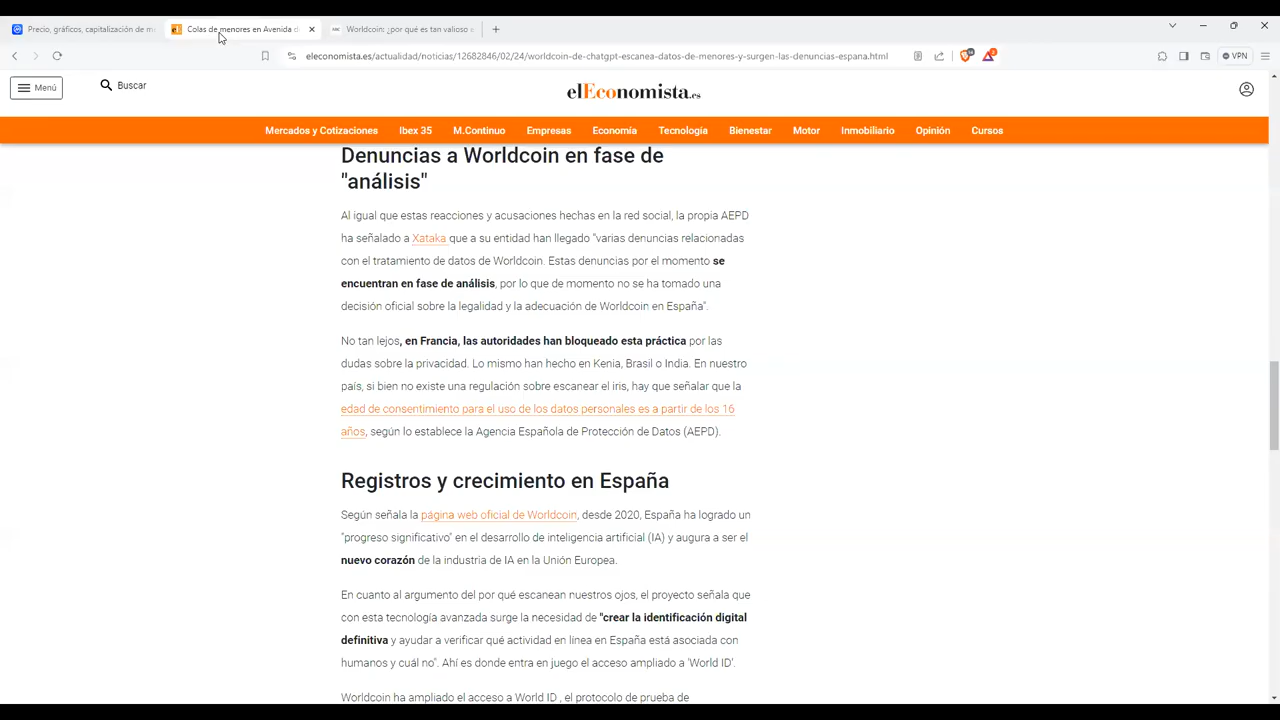 Precio, gráficos, capitalización de m
Colas de menores en Avenida d
Worldcoin: ¿por qué es tan valioso e
eleconomista.es/actualidad/noticias/12682846/02/24/worldcoin-de-chatgpt-escanea-datos-de-menores-y-surgen-las-denuncias-espana.html
VPN
Menú
Buscar
elEconomista.es
Mercados y Cotizaciones Ibex 35 M.Continuo Empresas Economía Tecnología Bienestar Motor Inmobiliario Opinión Cursos
Denuncias a Worldcoin en fase de
"análisis"
Al igual que estas reacciones y acusaciones hechas en la red social, la propia AEPD
ha señalado a Xataka que a su entidad han llegado "varias denuncias relacionadas
con el tratamiento de datos de Worldcoin. Estas denuncias por el momento se
encuentran en fase de análisis, por lo que de momento no se ha tomado una
decisión oficial sobre la legalidad y la adecuación de Worldcoin en España".
No tan lejos, en Francia, las autoridades han bloqueado esta práctica por las
dudas sobre la privacidad. Lo mismo han hecho en Kenia, Brasil o India. En nuestro
país, si bien no existe una regulación sobre escanear el iris, hay que señalar que la
edad de consentimiento para el uso de los datos personales es a partir de los 16
años, según lo establece la Agencia Española de Protección de Datos (AEPD).
Registros y crecimiento en España
Según señala la página web oficial de Worldcoin, desde 2020, España ha logrado un
"progreso significativo" en el desarrollo de inteligencia artificial (IA) y augura a ser el
nuevo corazón de la industria de IA en la Unión Europea.
En cuanto al argumento del por qué escanean nuestros ojos, el proyecto señala que
con esta tecnología avanzada surge la necesidad de "crear la identificación digital
definitiva y ayudar a verificar qué actividad en línea en España está asociada con
humanos y cuál no". Ahí es donde entra en juego el acceso ampliado a 'World ID'.
Worldcoin ha ampliado el acceso a World ID , el protocolo de prueba de